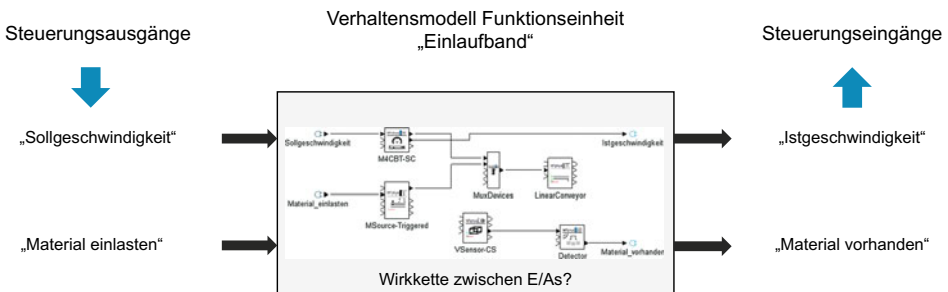 Verhaltensmodell Funktionseinheit
„Einlaufband“
Steuerungsausgänge
Steuerungseingänge
„Sollgeschwindigkeit“
Sollgeschwindigkeit
M4CBT-SC
Istgeschwindigkeit
„Istgeschwindigkeit“
MuxDevices
LinearConveyor
Material_einlasten
MSource-Triggered
„Material einlasten“
VSensor-CS
Detector
Material_vorhanden
„Material vorhanden“
Wirkkette zwischen E/As?